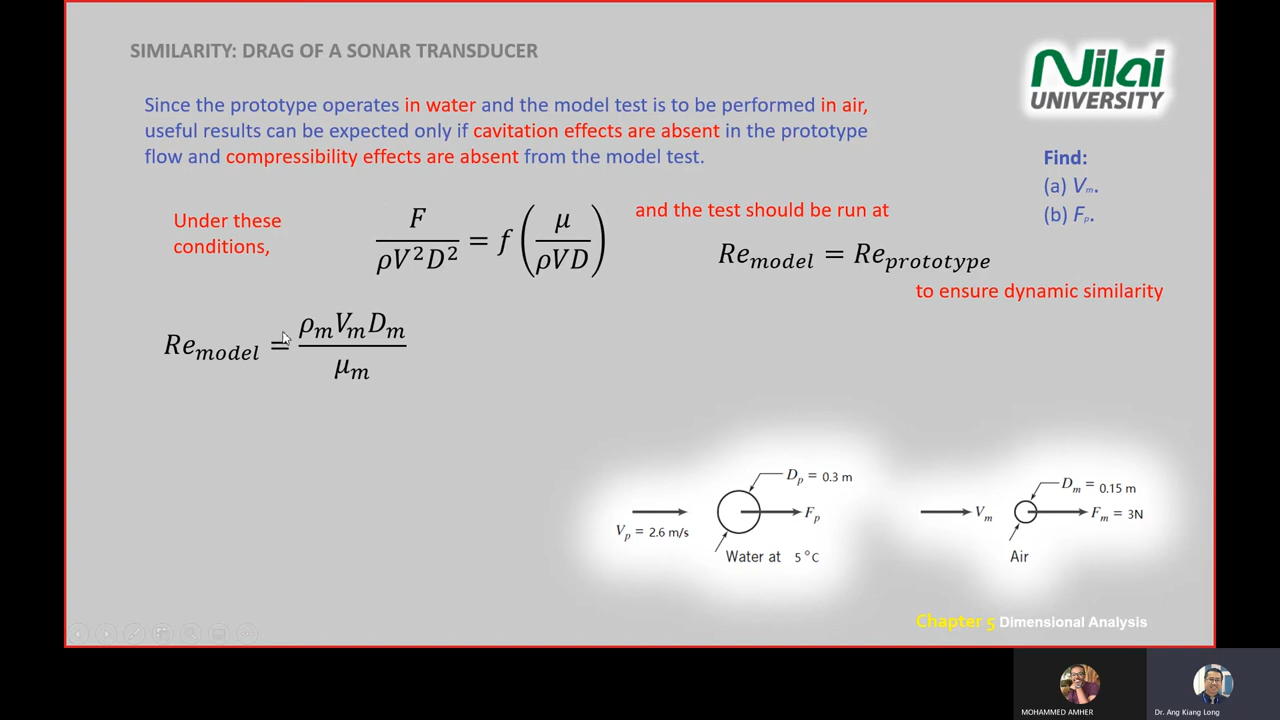 SIMILARITY: DRAG OF A SONAR TRANSDUCER
Nilai
UNIVERSITY
Since the prototype operates in water and the model test is to be performed in air,
useful results can be expected only if cavitation effects are absent in the prototype
flow and compressibility effects are absent from the model test.
Find:
(a) Vm.
(b) Fp.
Under these
conditions,
F/ρV²D² = f(μ/ρVD)
and the test should be run at
Re_model = Re_prototype
to ensure dynamic similarity
Re_model = ρmVmDm/μm
Dp = 0.3 m
Fp
Vp = 2.6 m/s
Water at 5°C
Dm = 0.15 m
Vm
Fm = 3N
Air
Chapter 5 Dimensional Analysis
MOHAMMED AMHER
Dr. Ang Kiang Long